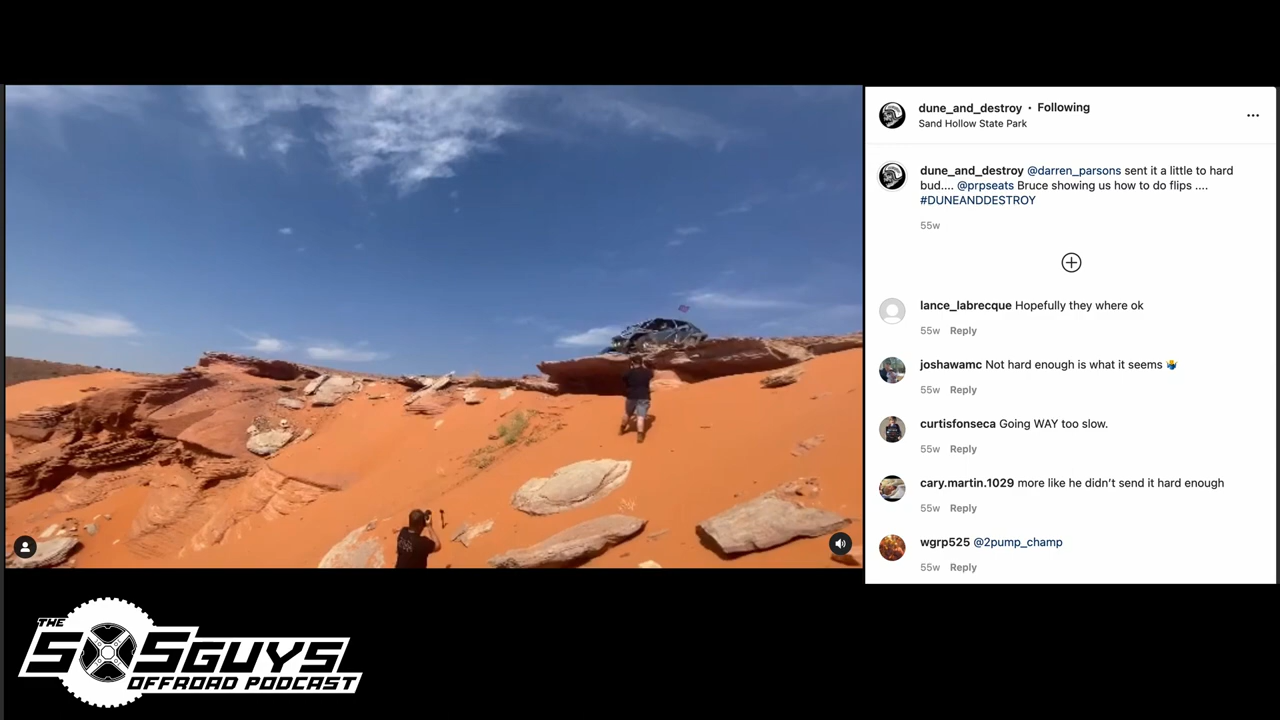 dune_and_destroy • Following
Sand Hollow State Park
dune_and_destroy @darren_parsons sent it a little to hard
bud.... @prpseats Bruce showing us how to do flips ....
#DUNEANDDESTROY
55w
lance_labrecque Hopefully they where ok
55w Reply
joshawamc Not hard enough is what it seems 🤷
55w Reply
curtisfonseca Going WAY too slow.
55w Reply
cary.martin.1029 more like he didn't send it hard enough
55w Reply
wgrp525 @2pump_champ
55w Reply
THE
SXSGUYS
OFFROAD PODCAST